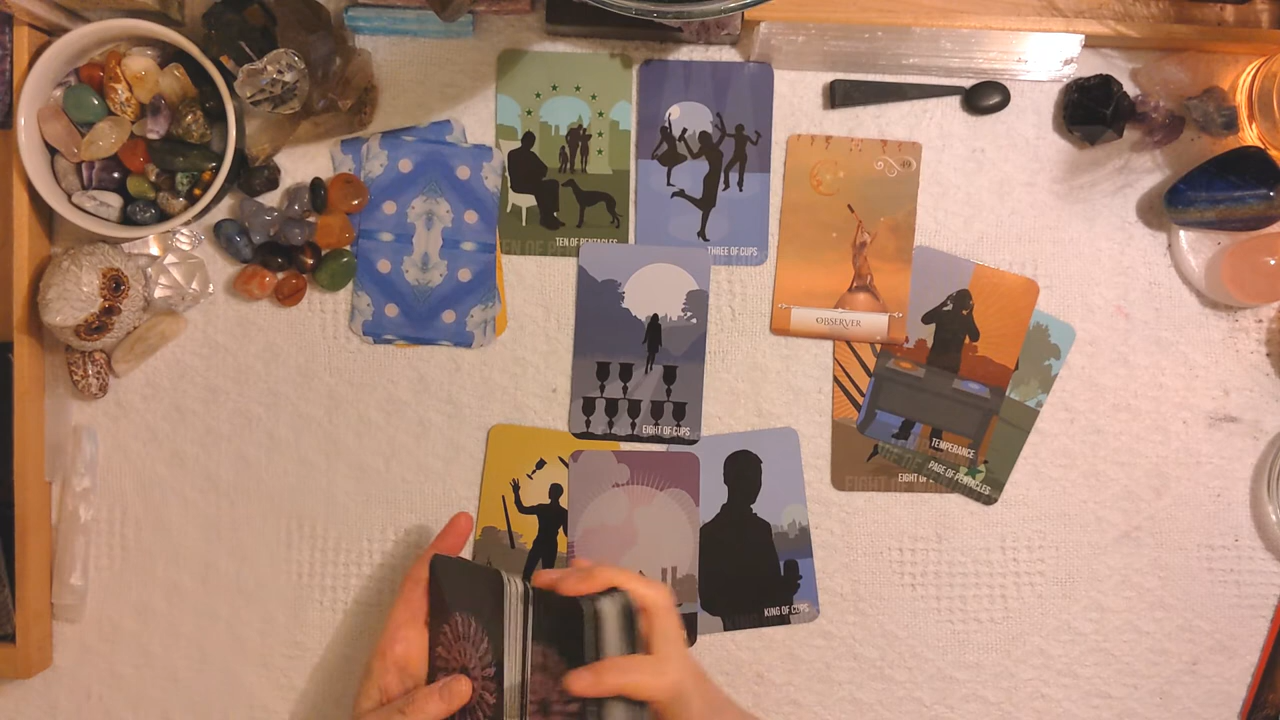 TEN OF PENTACLES
THREE OF CUPS
49
OBSERVER
EIGHT OF CUPS
TEMPERANCE
PAGE OF PENTACLES
EIGHT OF
KING OF CUPS